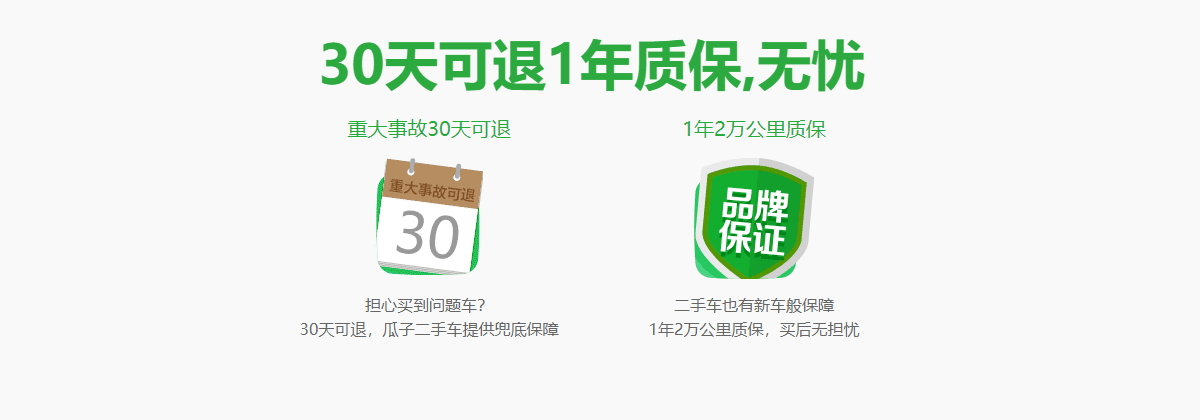 30天可退1年质保,无忧
重大事故30天可退
1年2万公里质保
重大事故可退
30
品牌
保证
担心买到问题车?
30天可退，瓜子二手车提供兜底保障
二手车也有新车般保障
1年2万公里质保，买后无担忧